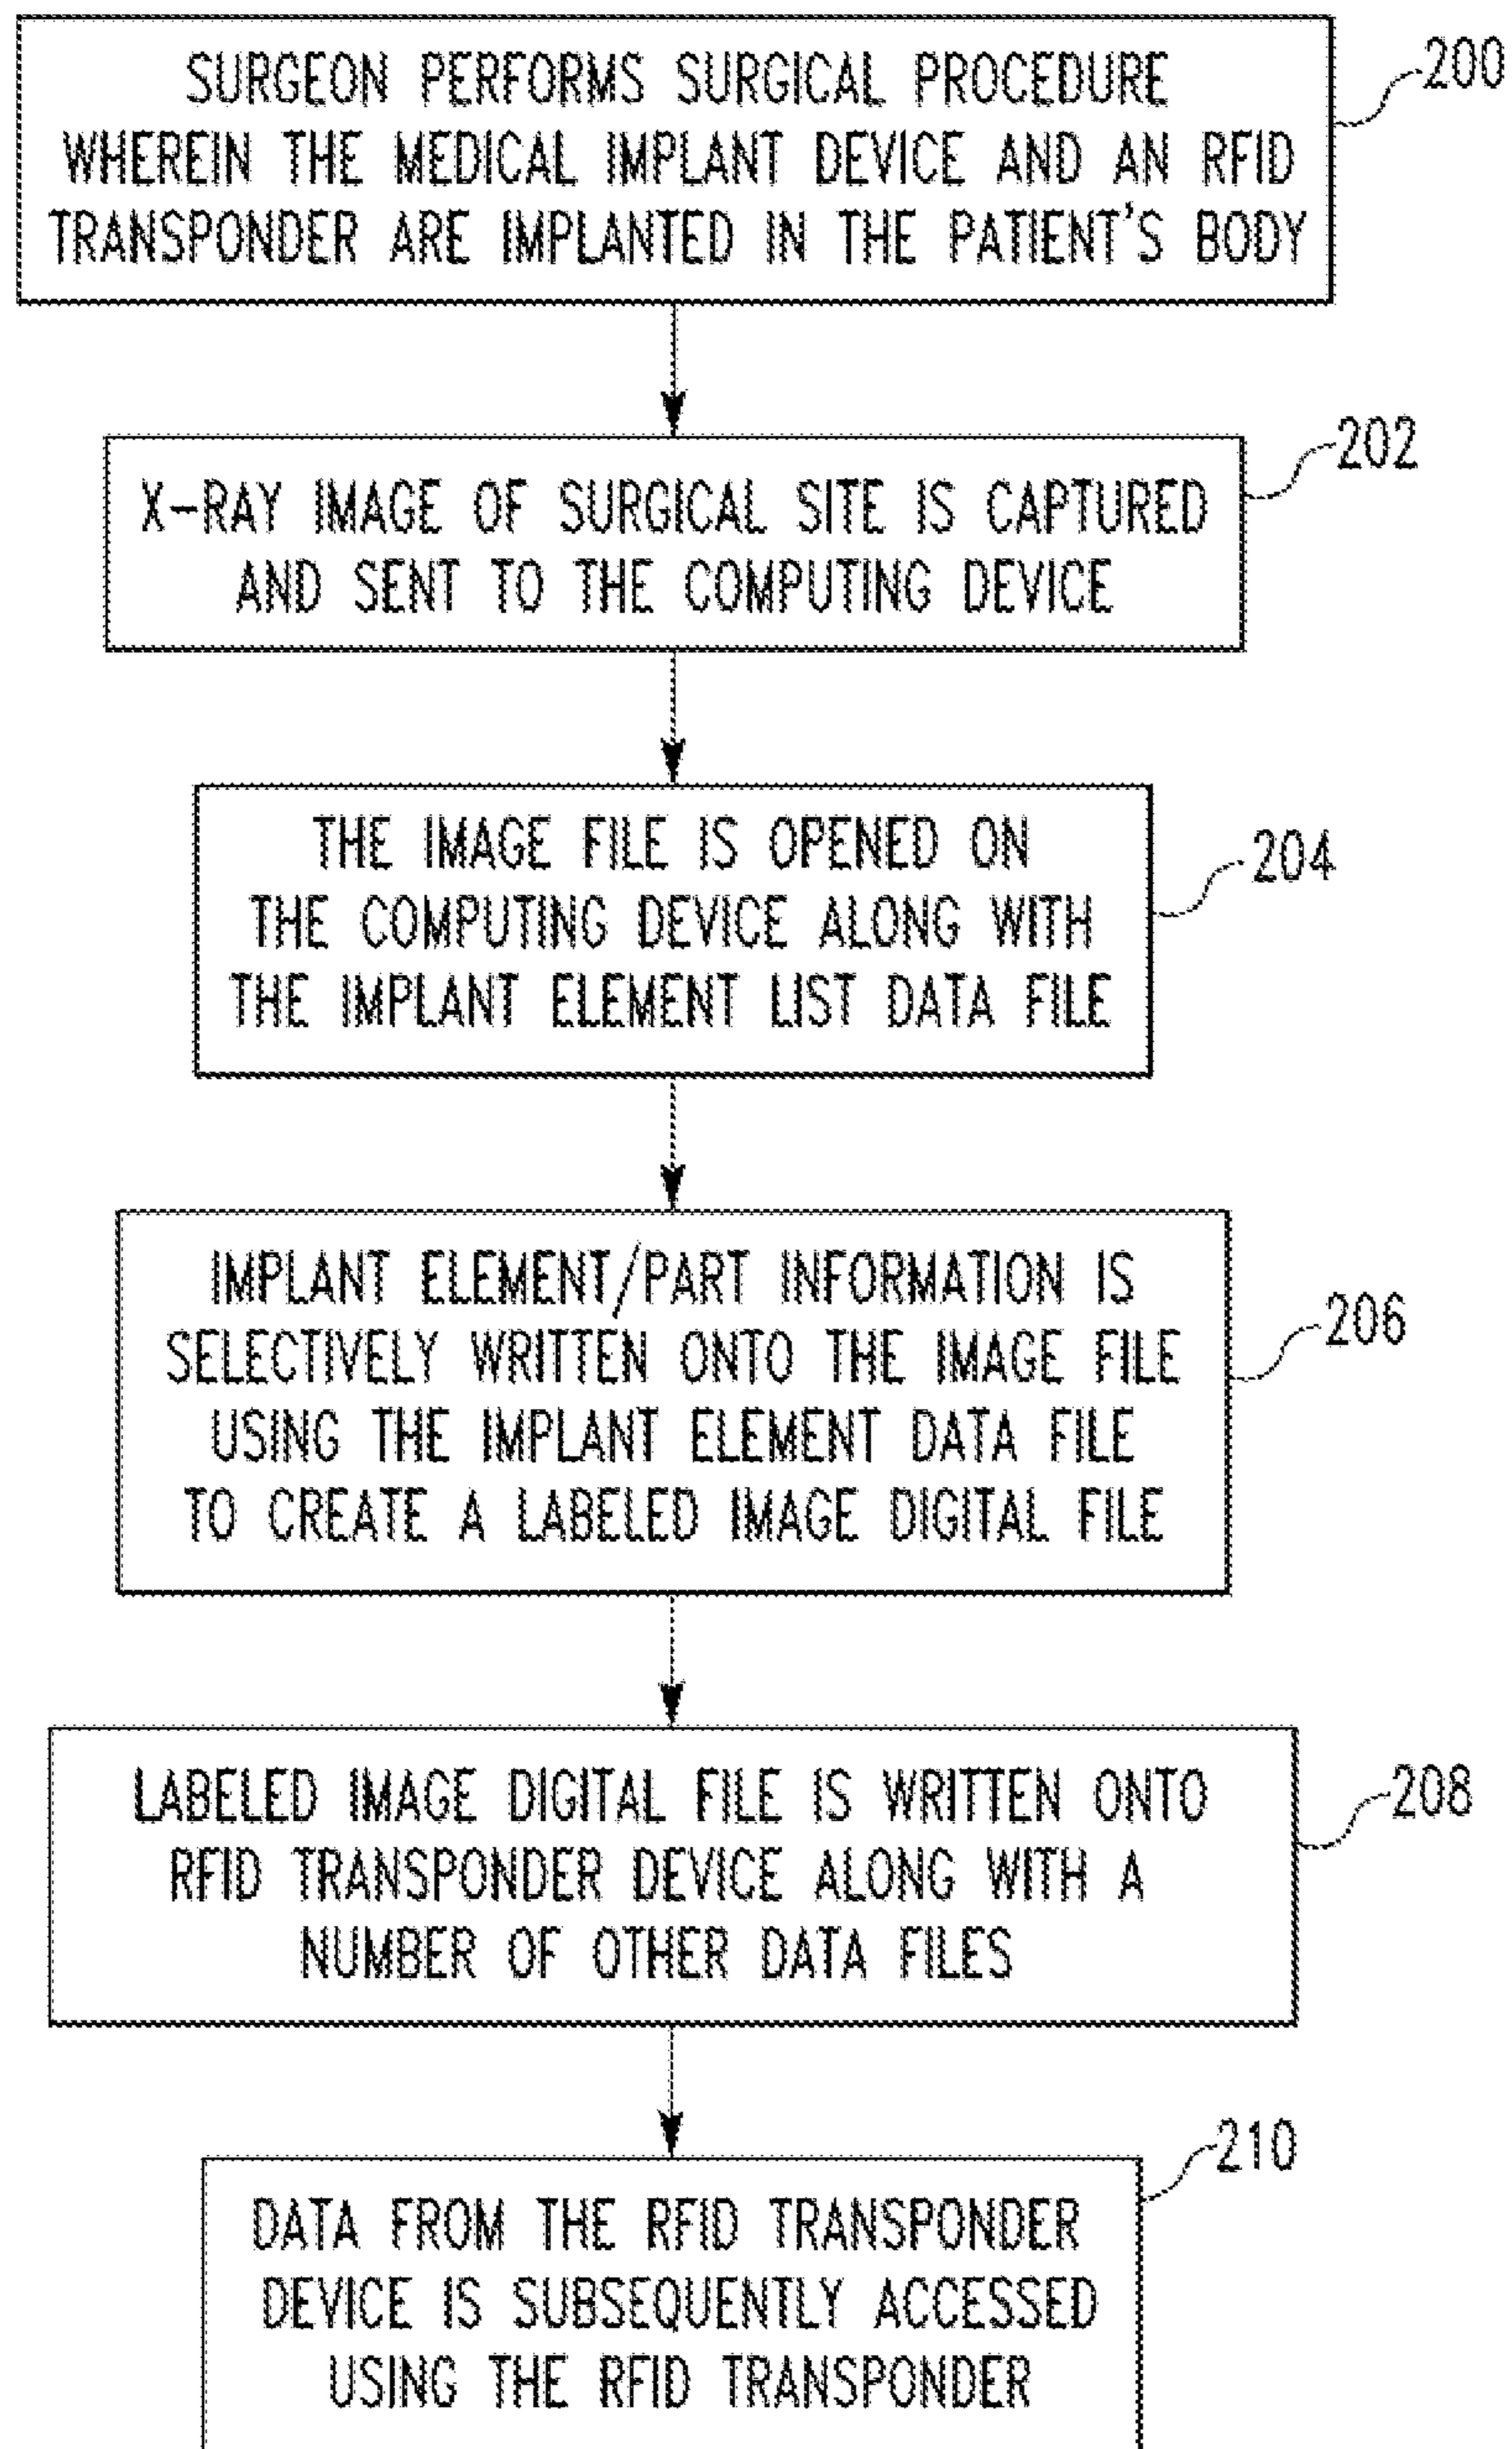 SURGEON PERFORMS SURGICAL PROCEDURE
WHEREIN THE MEDICAL IMPLANT DEVICE AND AN RFID
TRANSPONDER ARE IMPLANTED IN THE PATIENT'S BODY
200
X-RAY IMAGE OF SURGICAL SITE IS CAPTURED
AND SENT TO THE COMPUTING DEVICE
202
THE IMAGE FILE IS OPENED ON
THE COMPUTING DEVICE ALONG WITH
THE IMPLANT ELEMENT LIST DATA FILE
204
IMPLANT ELEMENT/PART INFORMATION IS
SELECTIVELY WRITTEN ONTO THE IMAGE FILE
USING THE IMPLANT ELEMENT DATA FILE
TO CREATE A LABELED IMAGE DIGITAL FILE
206
LABELED IMAGE DIGITAL FILE IS WRITTEN ONTO
RFID TRANSPONDER DEVICE ALONG WITH A
NUMBER OF OTHER DATA FILES
208
DATA FROM THE RFID TRANSPONDER
DEVICE IS SUBSEQUENTLY ACCESSED
USING THE RFID TRANSPONDER
210